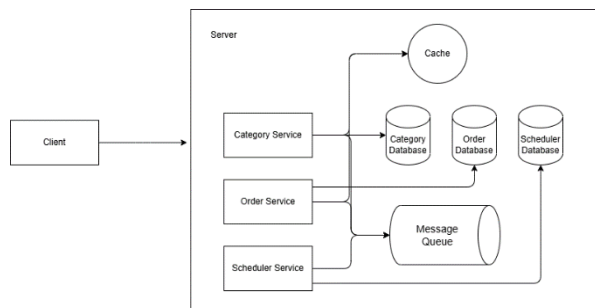 Server
Cache
Client
Category Service
Category
Database
Order
Database
Scheduler
Database
Order Service
Message
Queue
Scheduler Service